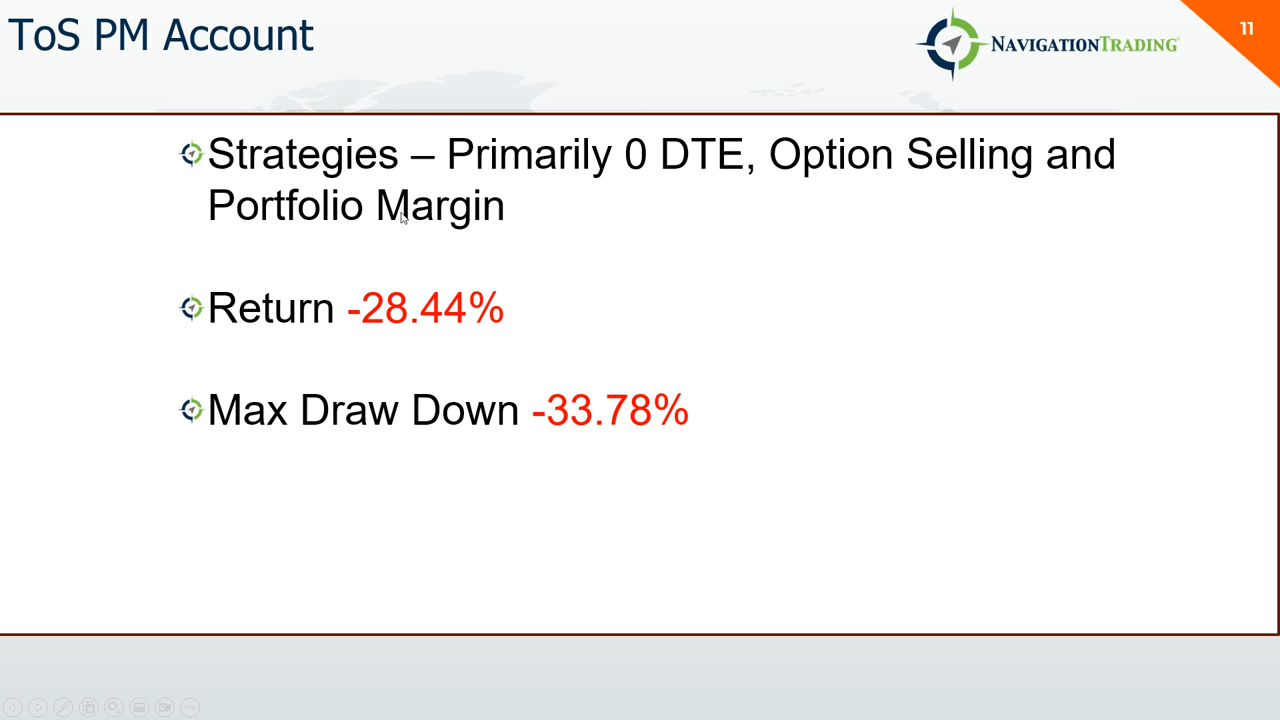 ToS PM Account
NAVIGATIONTRADING
11
Strategies – Primarily 0 DTE, Option Selling and
Portfolio Margin
Return -28.44%
Max Draw Down -33.78%